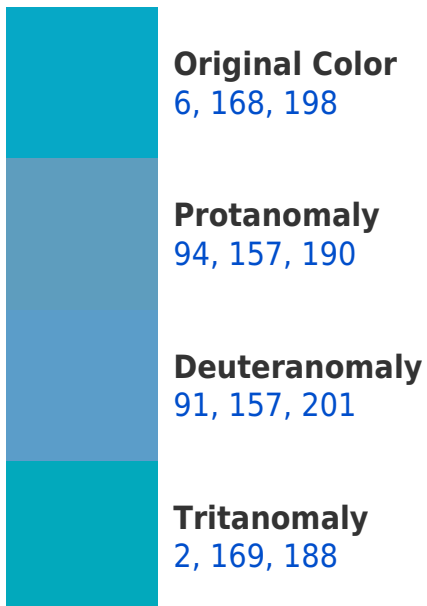 Original Color
6, 168, 198
Protanomaly
94, 157, 190
Deuteranomaly
91, 157, 201
Tritanomaly
2, 169, 188